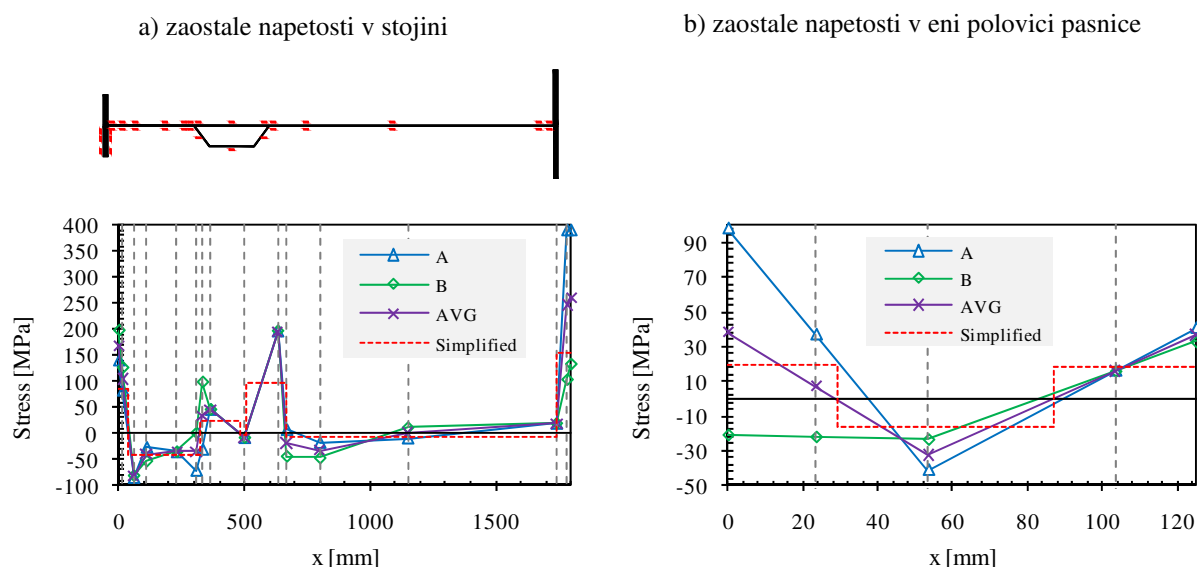 a) zaostale napetosti v stojini
b) zaostale napetosti v eni polovici pasnice
400
350
300
250
200
150
100
50
0
-50
-100
Stress [MPa]
0
500
1000
1500
x [mm]
A
B
AVG
Simplified
90
70
50
30
10
-10
-30
-50
Stress [MPa]
0
20
40
60
80
100
120
x [mm]
A
B
AVG
Simplified